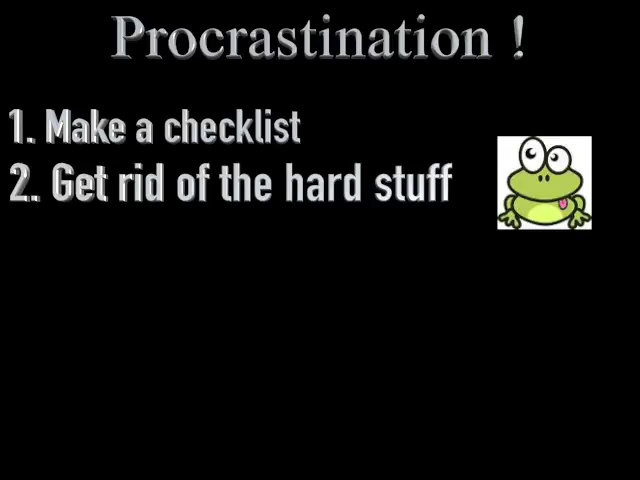 Procrastination !
1. Make a checklist
2. Get rid of the hard stuff